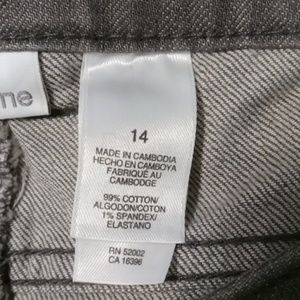 ne
14
MADE IN CAMBODIA
HECHO EN CAMBOYA
FABRIQUÉ AU
CAMBODGE
99% COTTON/
ALGODON/COTON
1% SPANDEX/
ELASTANO
RN 52002
CA 16396